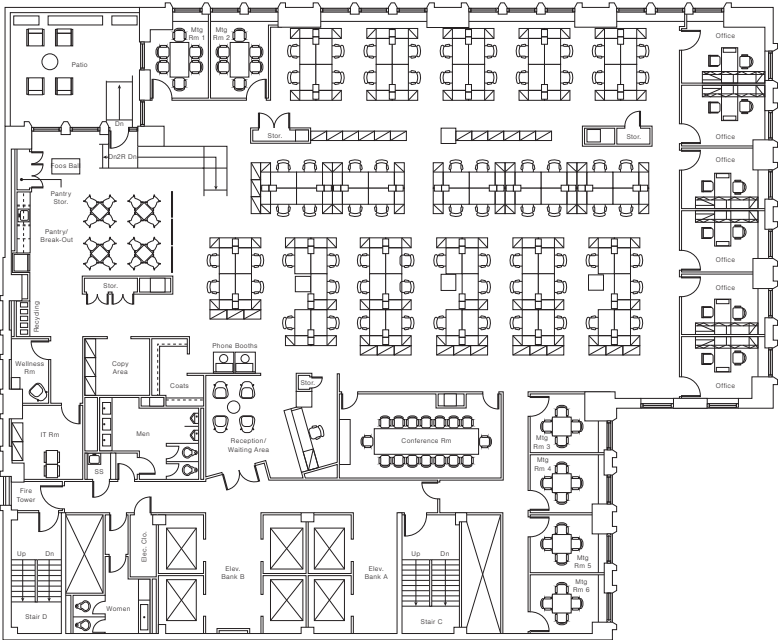 Mtg
Rm 1
Mtg
Rm 2
Office
Patio
Dn
Stor.
Stor.
Office
Office
Dn2R Dn
Foos Ball
Pantry
Stor.
Pantry/
Break-Out
Office
Office
Stor.
Recycling
Phone Booths
Office
Wellness
Rm
Copy
Area
Coats
Stor.
IT Rm
Men
Reception/
Waiting Area
Conference Rm
Mtg
Rm 3
Mtg
Rm 4
SS
Fire
Tower
Up
Dn
Elec. Clo.
Elev.
Bank B
Elev.
Bank A
Up
Dn
Mtg
Rm 5
Mtg
Rm 6
Stair D
Women
Stair C